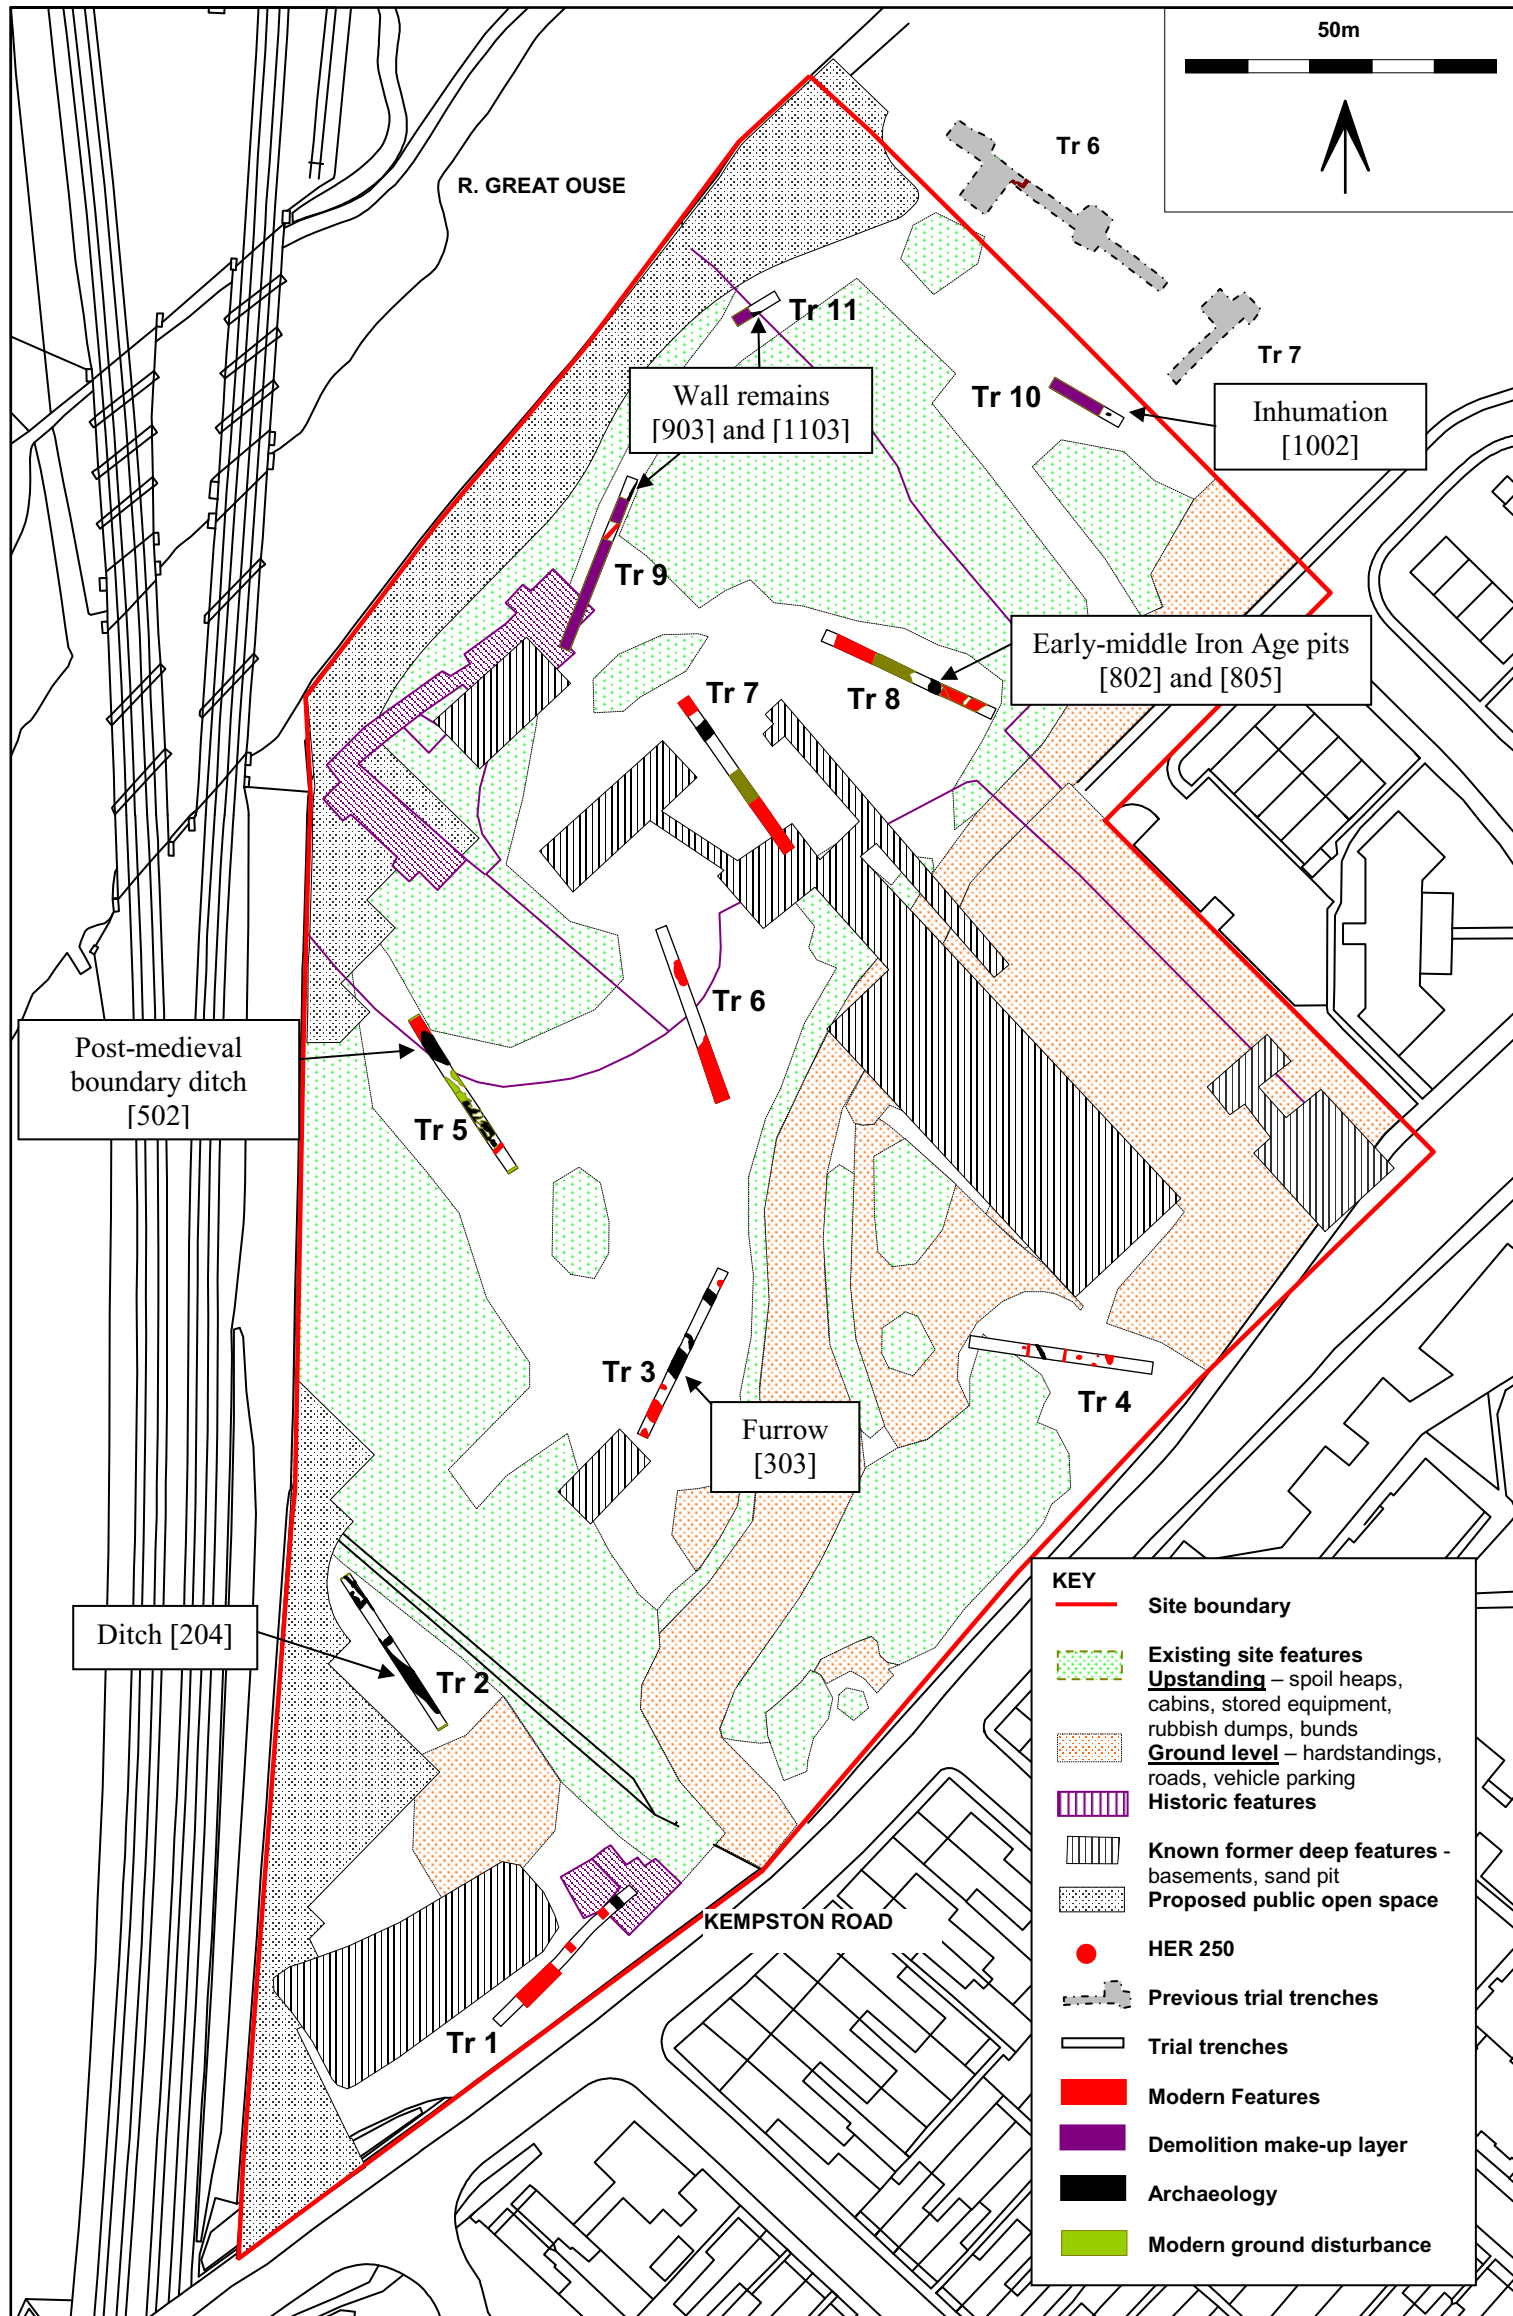 50m
Tr 6
R. GREAT OUSE
Tr 11
Tr 7
Wall remains
[903] and [1103]
Tr 10
Inhumation
[1002]
Tr 9
Early-middle Iron Age pits
[802] and [805]
Tr 8
Tr 7
Tr 6
Post-medieval
boundary ditch
[502]
Tr 5
Tr 3
Tr 4
Furrow
[303]
Ditch [204]
Tr 2
KEMPSTON ROAD
Tr 1
KEY
Site boundary
Existing site features
Upstanding – spoil heaps,
cabins, stored equipment,
rubbish dumps, bunds
Ground level – hardstandings,
roads, vehicle parking
Historic features
Known former deep features -
basements, sand pit
Proposed public open space
HER 250
Previous trial trenches
Trial trenches
Modern Features
Demolition make-up layer
Archaeology
Modern ground disturbance